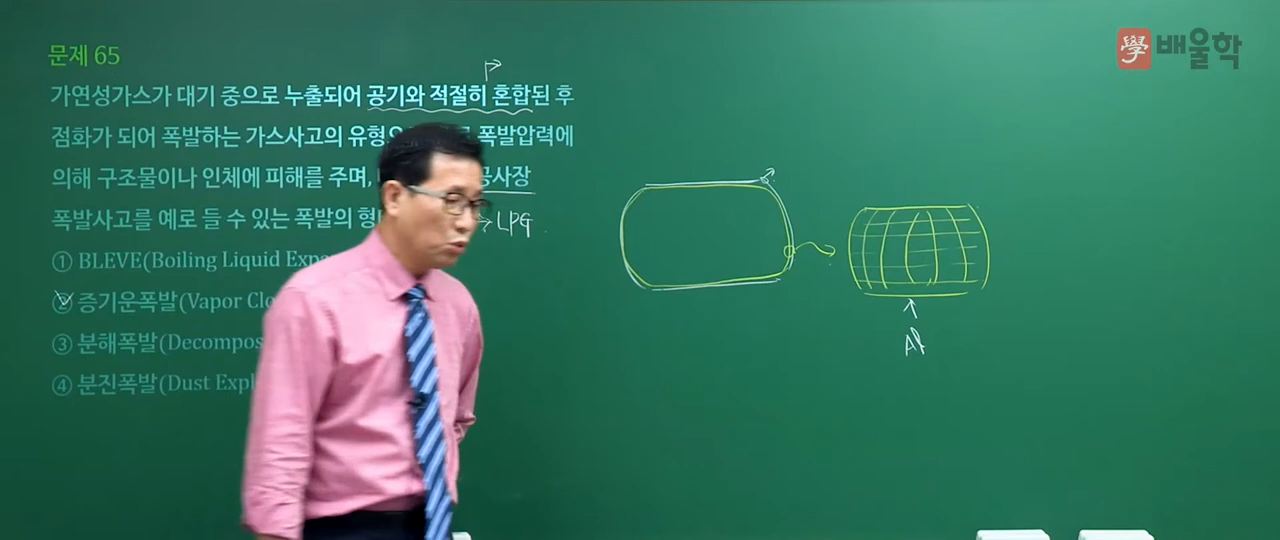 문제 65
學 배울학
가연성가스가 대기 중으로 누출되어 공기와 적절히 혼합된 후
점화가 되어 폭발하는 가스사고의 유형 폭발압력에
의해 구조물이나 인체에 피해를 주며, 공사장
폭발사고를 예로 들 수 있는 폭발의 형
→ LPG
① BLEVE(Boiling Liquid Expa
② 증기운폭발(Vapor Clo
③ 분해폭발(Decompos
④ 분진폭발(Dust Expl
Al